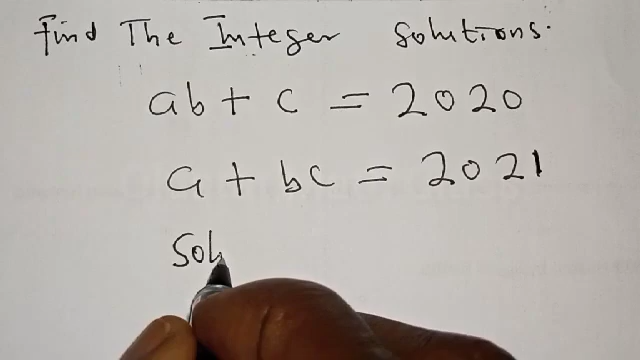 Find The Integer Solutions.
ab + c = 2020
a + bc = 2021
Sol